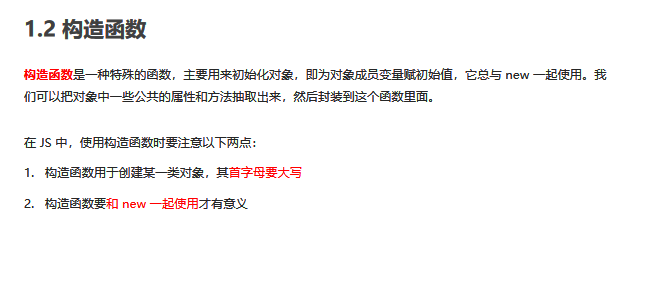 1.2 构造函数
构造函数是一种特殊的函数，主要用来初始化对象，即为对象成员变量赋初始值，它总与 new 一起使用。我
们可以把对象中一些公共的属性和方法抽取出来，然后封装到这个函数里面。
在 JS 中，使用构造函数时要注意以下两点：
1. 构造函数用于创建某一类对象，其首字母要大写
2. 构造函数要和 new 一起使用才有意义